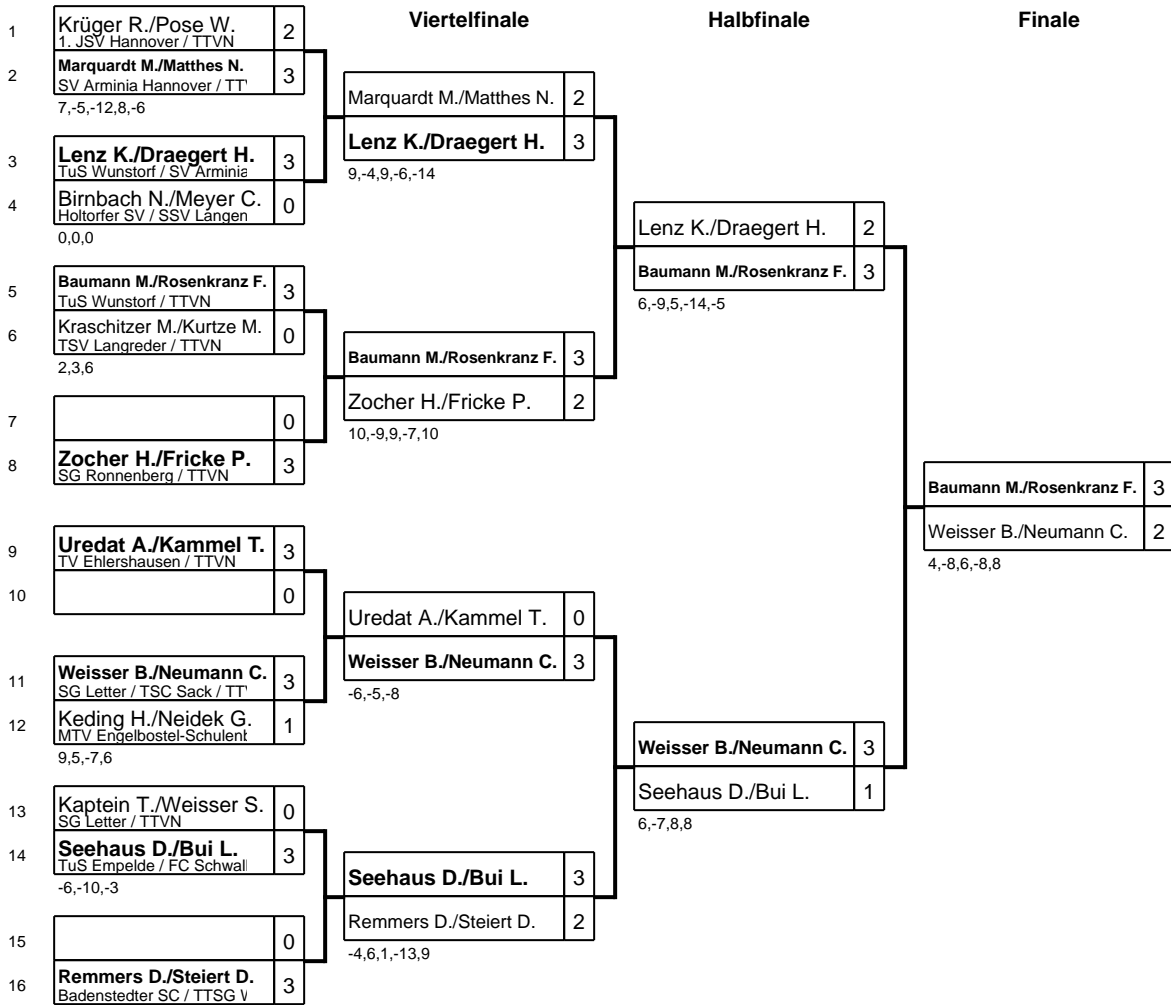 Viertelfinale
Halbfinale
Finale
1
Krüger R./Pose W.
1. JSV Hannover / TTVN
2
2
Marquardt M./Matthes N.
SV Arminia Hannover / TT
3
7,-5,-12,8,-6
3
Lenz K./Draegert H.
TuS Wunstorf / SV Arminia
3
4
Birnbach N./Meyer C.
Holtorfer SV / SSV Langen
0
0,0,0
5
Baumann M./Rosenkranz F.
TuS Wunstorf / TTVN
3
6
Kraschitzer M./Kurtze M.
TSV Langreder / TTVN
0
2,3,6
7
0
8
Zocher H./Fricke P.
SG Ronnenberg / TTVN
3
9
Uredat A./Kammel T.
TV Ehlershausen / TTVN
3
10
0
11
Weisser B./Neumann C.
SG Letter / TSC Sack / TT
3
12
Keding H./Neidek G.
MTV Engelbostel-Schulenb
1
9,5,-7,6
13
Kaptein T./Weisser S.
SG Letter / TTVN
0
14
Seehaus D./Bui L.
TuS Empelde / FC Schwal
3
-6,-10,-3
15
0
16
Remmers D./Steiert D.
Badenstedter SC / TTSG
3
Marquardt M./Matthes N. 2
Lenz K./Draegert H. 3
9,-4,9,-6,-14
Baumann M./Rosenkranz F. 3
Zocher H./Fricke P. 2
10,-9,9,-7,10
Uredat A./Kammel T. 0
Weisser B./Neumann C. 3
-6,-5,-8
Seehaus D./Bui L. 3
Remmers D./Steiert D. 2
-4,6,1,-13,9
Lenz K./Draegert H. 2
Baumann M./Rosenkranz F. 3
6,-9,5,-14,-5
Weisser B./Neumann C. 3
Seehaus D./Bui L. 1
6,-7,8,8
Baumann M./Rosenkranz F. 3
Weisser B./Neumann C. 2
4,-8,6,-8,8